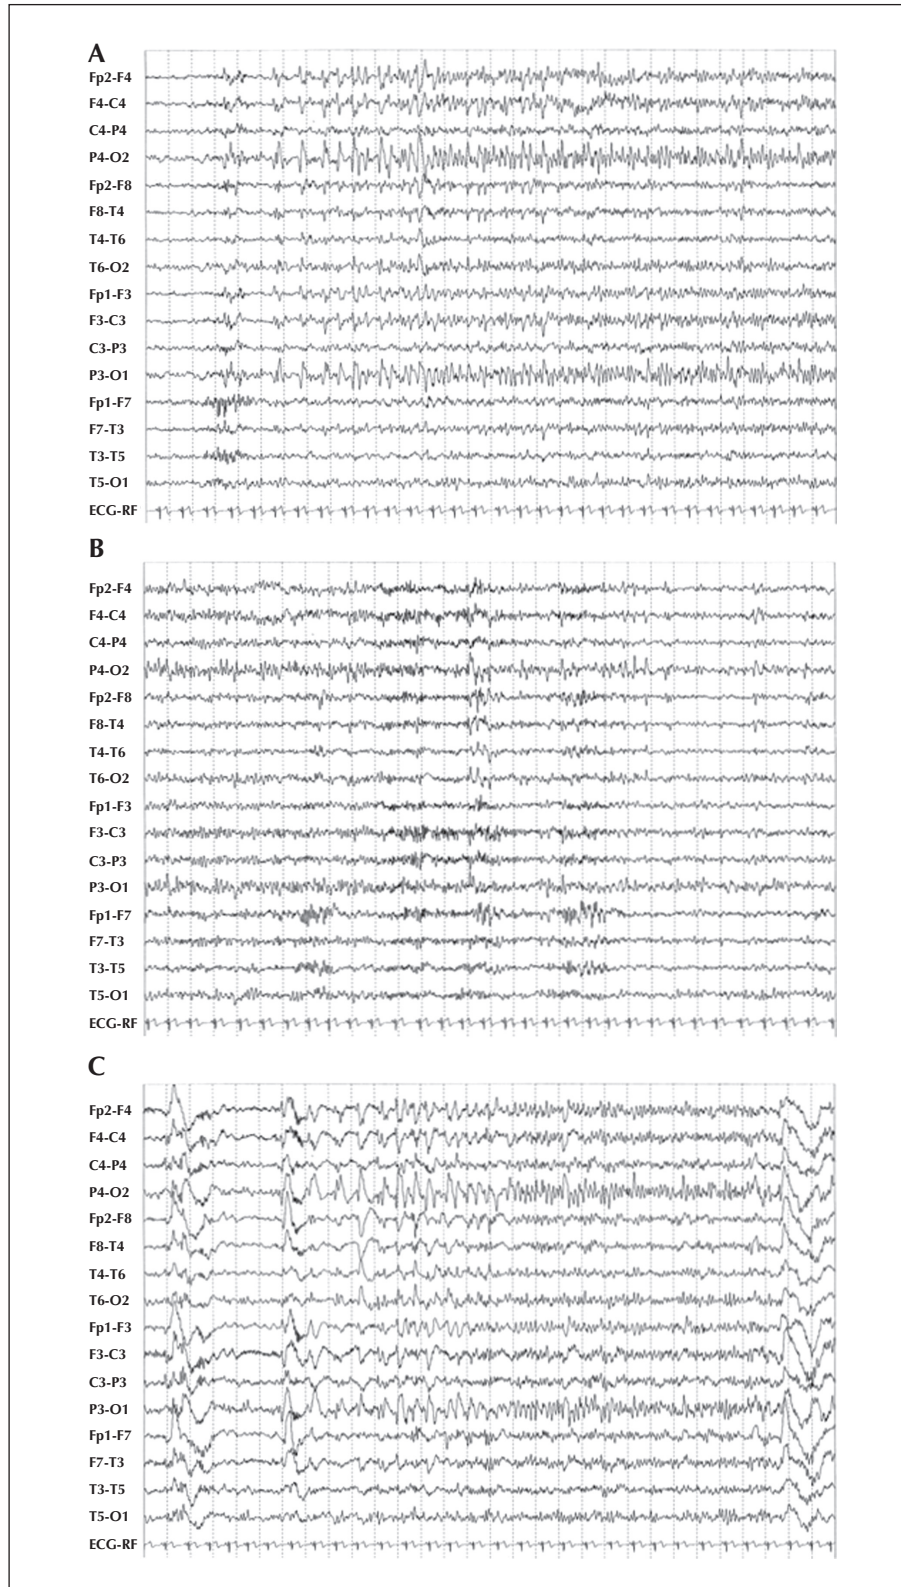 A
Fp2-F4
F4-C4
C4-P4
P4-O2
Fp2-F8
F8-T4
T4-T6
T6-O2
Fp1-F3
F3-C3
C3-P3
P3-O1
Fp1-F7
F7-T3
T3-T5
T5-O1
ECG-RF
B
Fp2-F4
F4-C4
C4-P4
P4-O2
Fp2-F8
F8-T4
T4-T6
T6-O2
Fp1-F3
F3-C3
C3-P3
P3-O1
Fp1-F7
F7-T3
T3-T5
T5-O1
ECG-RF
C
Fp2-F4
F4-C4
C4-P4
P4-O2
Fp2-F8
F8-T4
T4-T6
T6-O2
Fp1-F3
F3-C3
C3-P3
P3-O1
Fp1-F7
F7-T3
T3-T5
T5-O1
ECG-RF